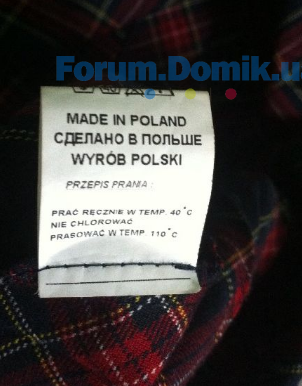 Forum.Domik.u
MADE IN POLAND
СДЕЛАНО В ПОЛЬШЕ
WYRÓB POLSKI
PRZEPIS PRANIA:
PRAĆ RĘCZNIE W TEMP. 40°C
NIE CHLOROWAĆ
PRASOWAĆ W TEMP. 110°C